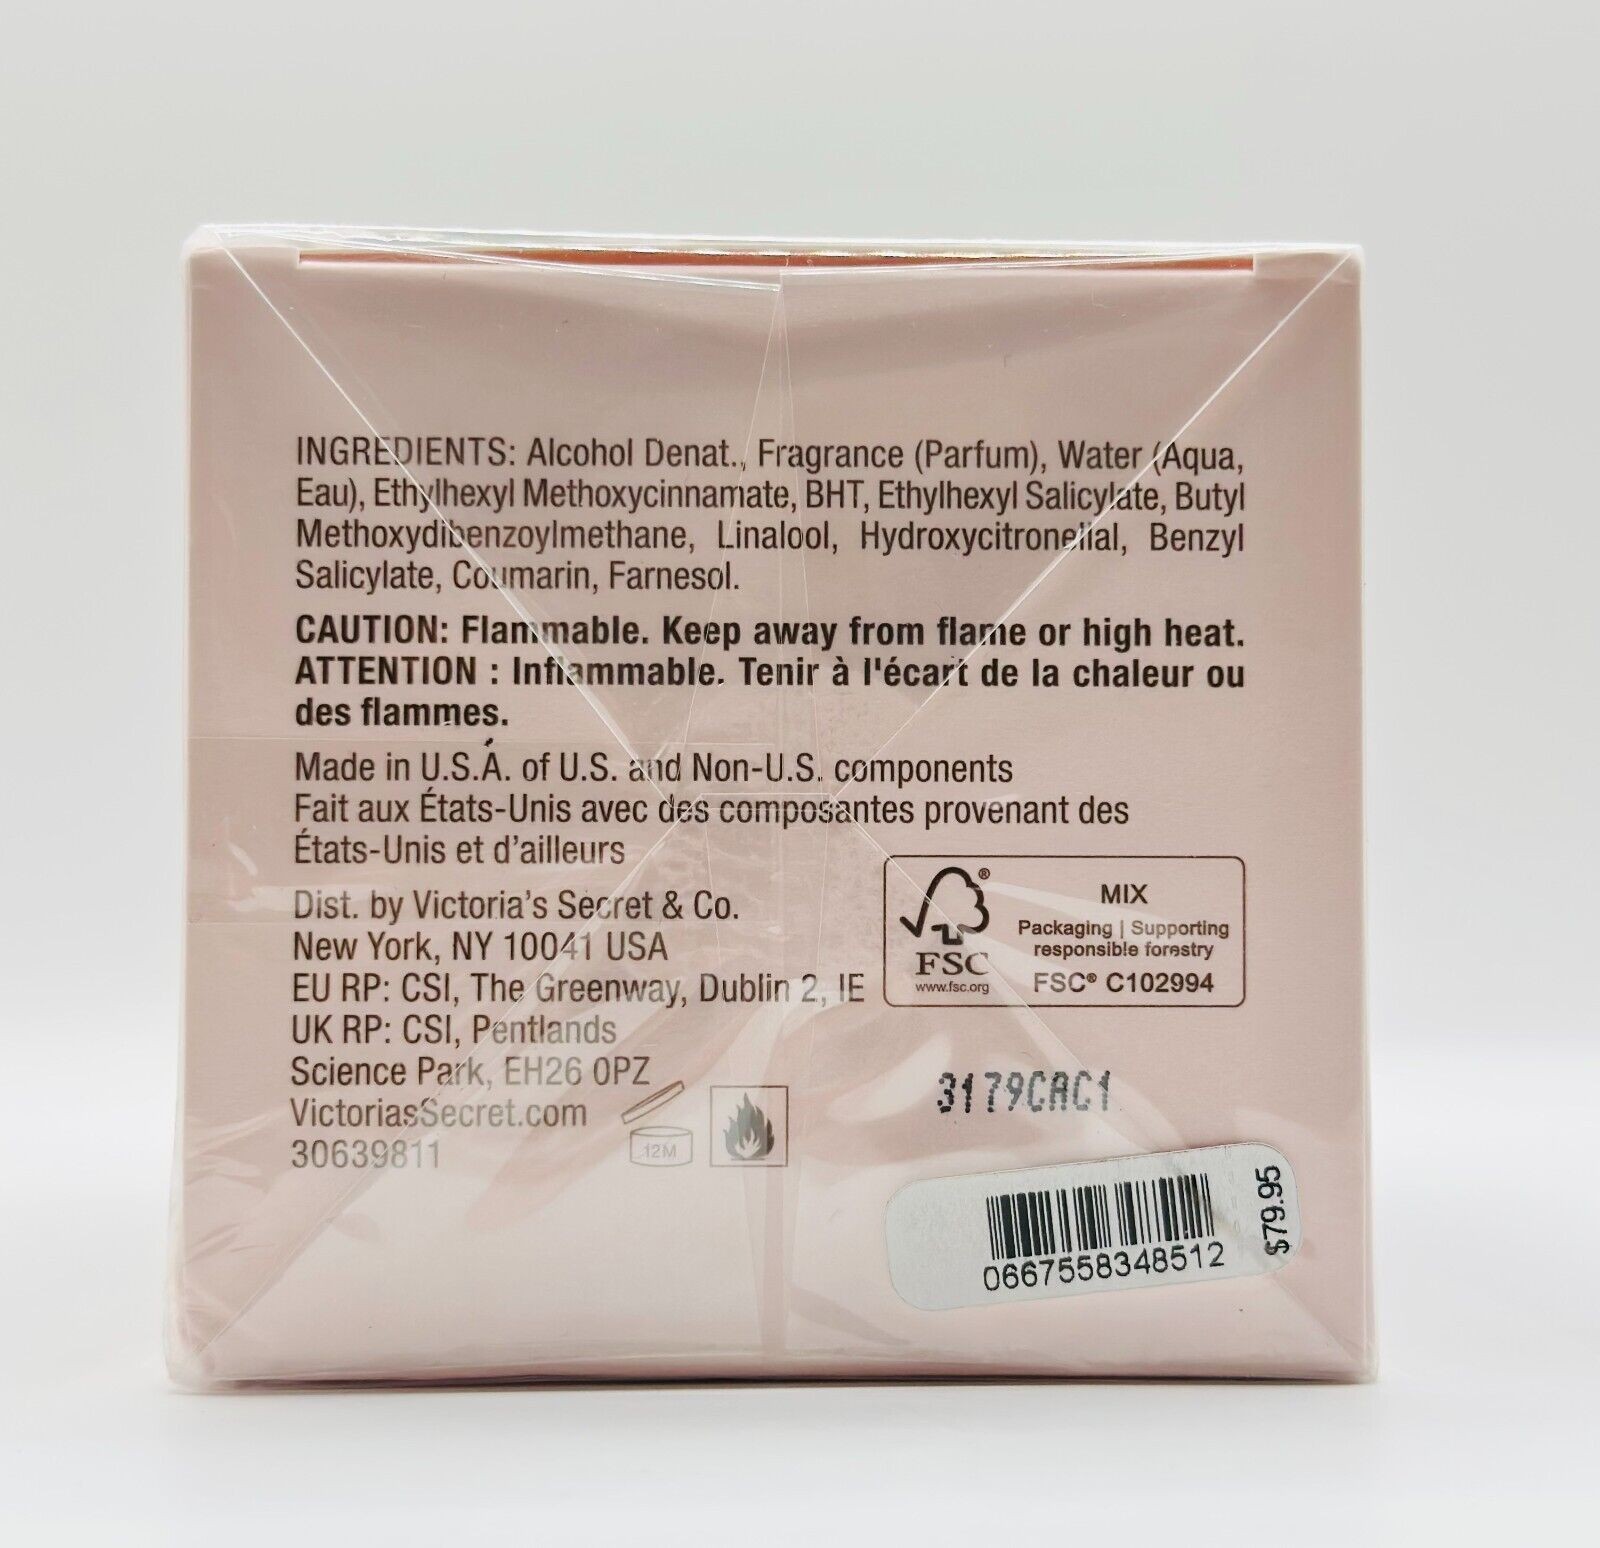 INGREDIENTS: Alcohol Denat., Fragrance (Parfum), Water (Aqua,
Eau), Ethylhexyl Methoxycinnamate, BHT, Ethylhexyl Salicylate, Butyl
Methoxydibenzoylmethane, Linalool, Hydroxycitronellal, Benzyl
Salicylate, Coumarin, Farnesol.
CAUTION: Flammable. Keep away from flame or high heat.
ATTENTION : Inflammable. Tenir à l'écart de la chaleur ou
des flammes.
Made in U.S.A. of U.S. and Non-U.S. components
Fait aux États-Unis avec des composantes provenant des
États-Unis et d'ailleurs
Dist. by Victoria's Secret & Co.
New York, NY 10041 USA
EU RP: CSI, The Greenway, Dublin 2, IE
UK RP: CSI, Pentlands
Science Park, EH26 0PZ
VictoriasSecret.com
30639811
12M
®
FSC
www.fsc.org
MIX
Packaging | Supporting
responsible forestry
FSC® C102994
3179CAC1
0667558348512
$79.95